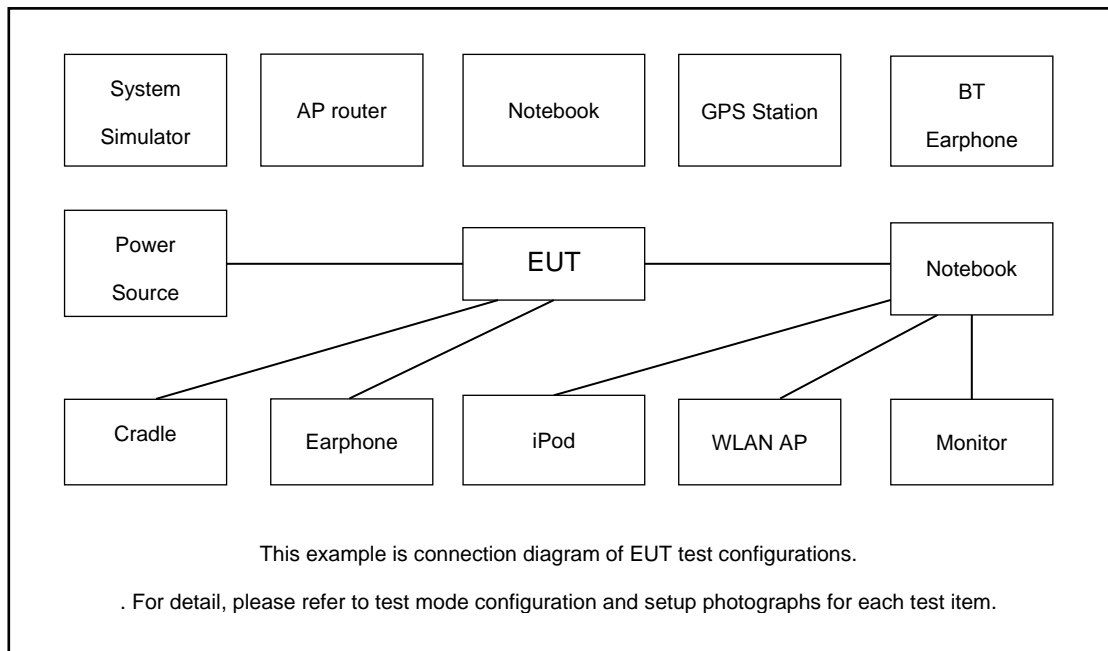 System
Simulator
AP router
Notebook
GPS Station
BT
Earphone
Power
Source
EUT
Notebook
Cradle
Earphone
iPod
WLAN AP
Monitor
This example is connection diagram of EUT test configurations.
. For detail, please refer to test mode configuration and setup photographs for each test item.